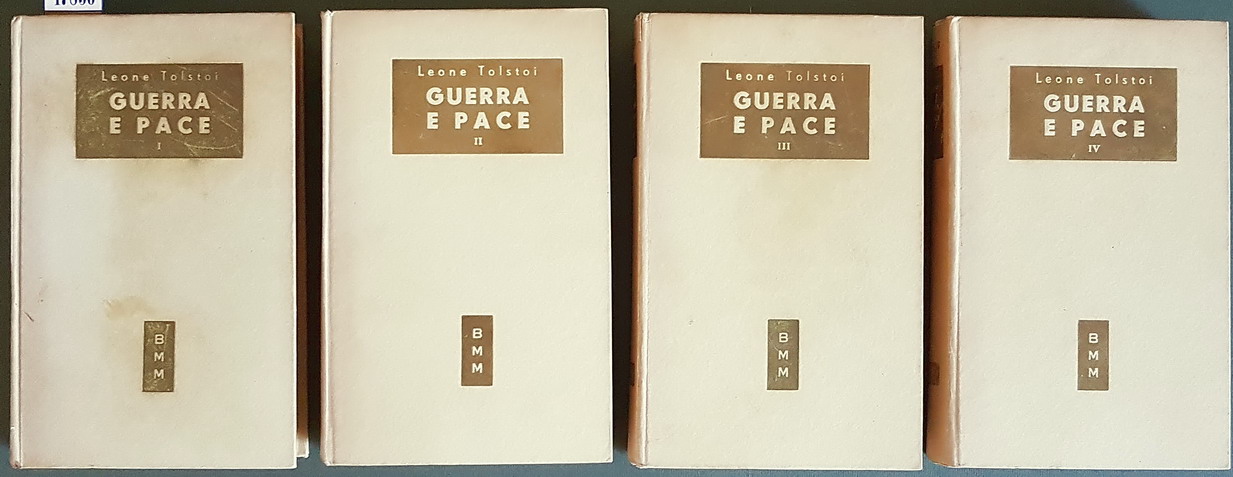 Leone Tolstoi
GUERRA
E PACE
I
B
M
M
Leone Tolstoi
GUERRA
E PACE
II
B
M
M
Leone Tolstoi
GUERRA
E PACE
III
B
M
M
Leone Tolstoi
GUERRA
E PACE
IV
B
M
M